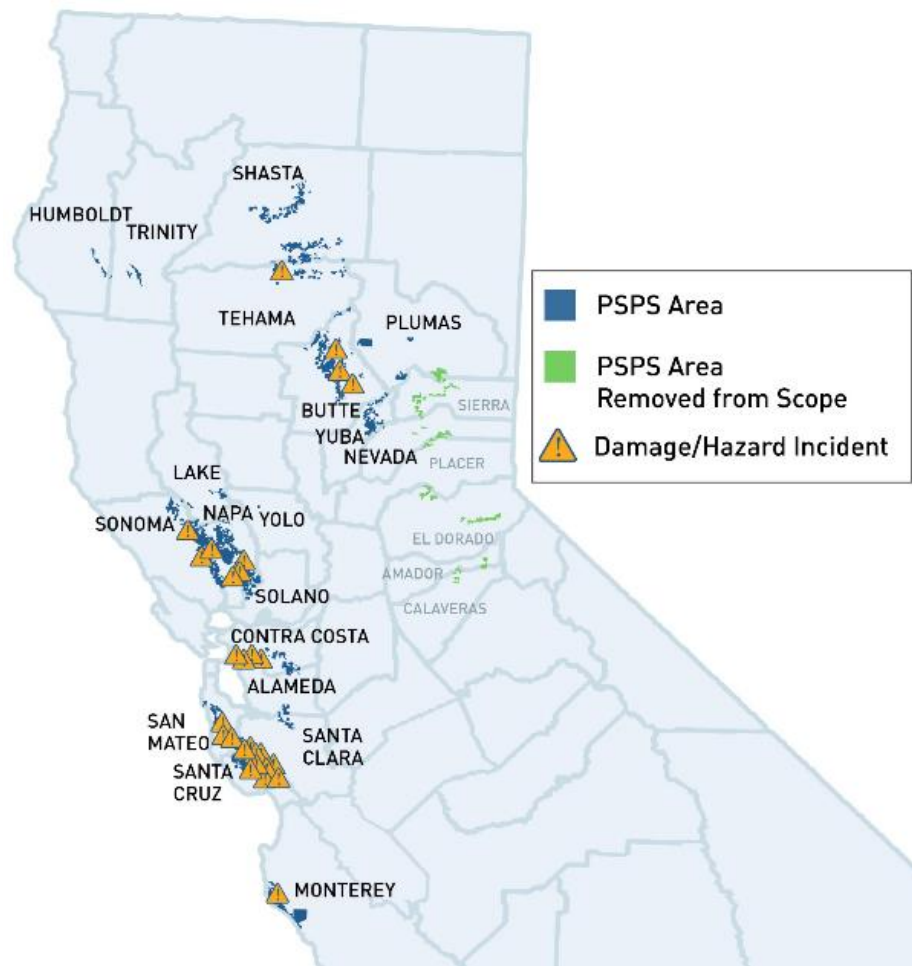 SHASTA
HUMBOLDT
TRINITY
TEHAMA
PLUMAS
BUTTE
SIERRA
YUBA
NEVADA
PLACER
LAKE
SONOMA
NAPA
YOLO
EL DORADO
AMADOR
SOLANO
CALAVERAS
CONTRA COSTA
ALAMEDA
SAN
MATEO
SANTA
CLARA
SANTA
CRUZ
MONTEREY
PSPS Area
PSPS Area
Removed from Scope
Damage/Hazard Incident